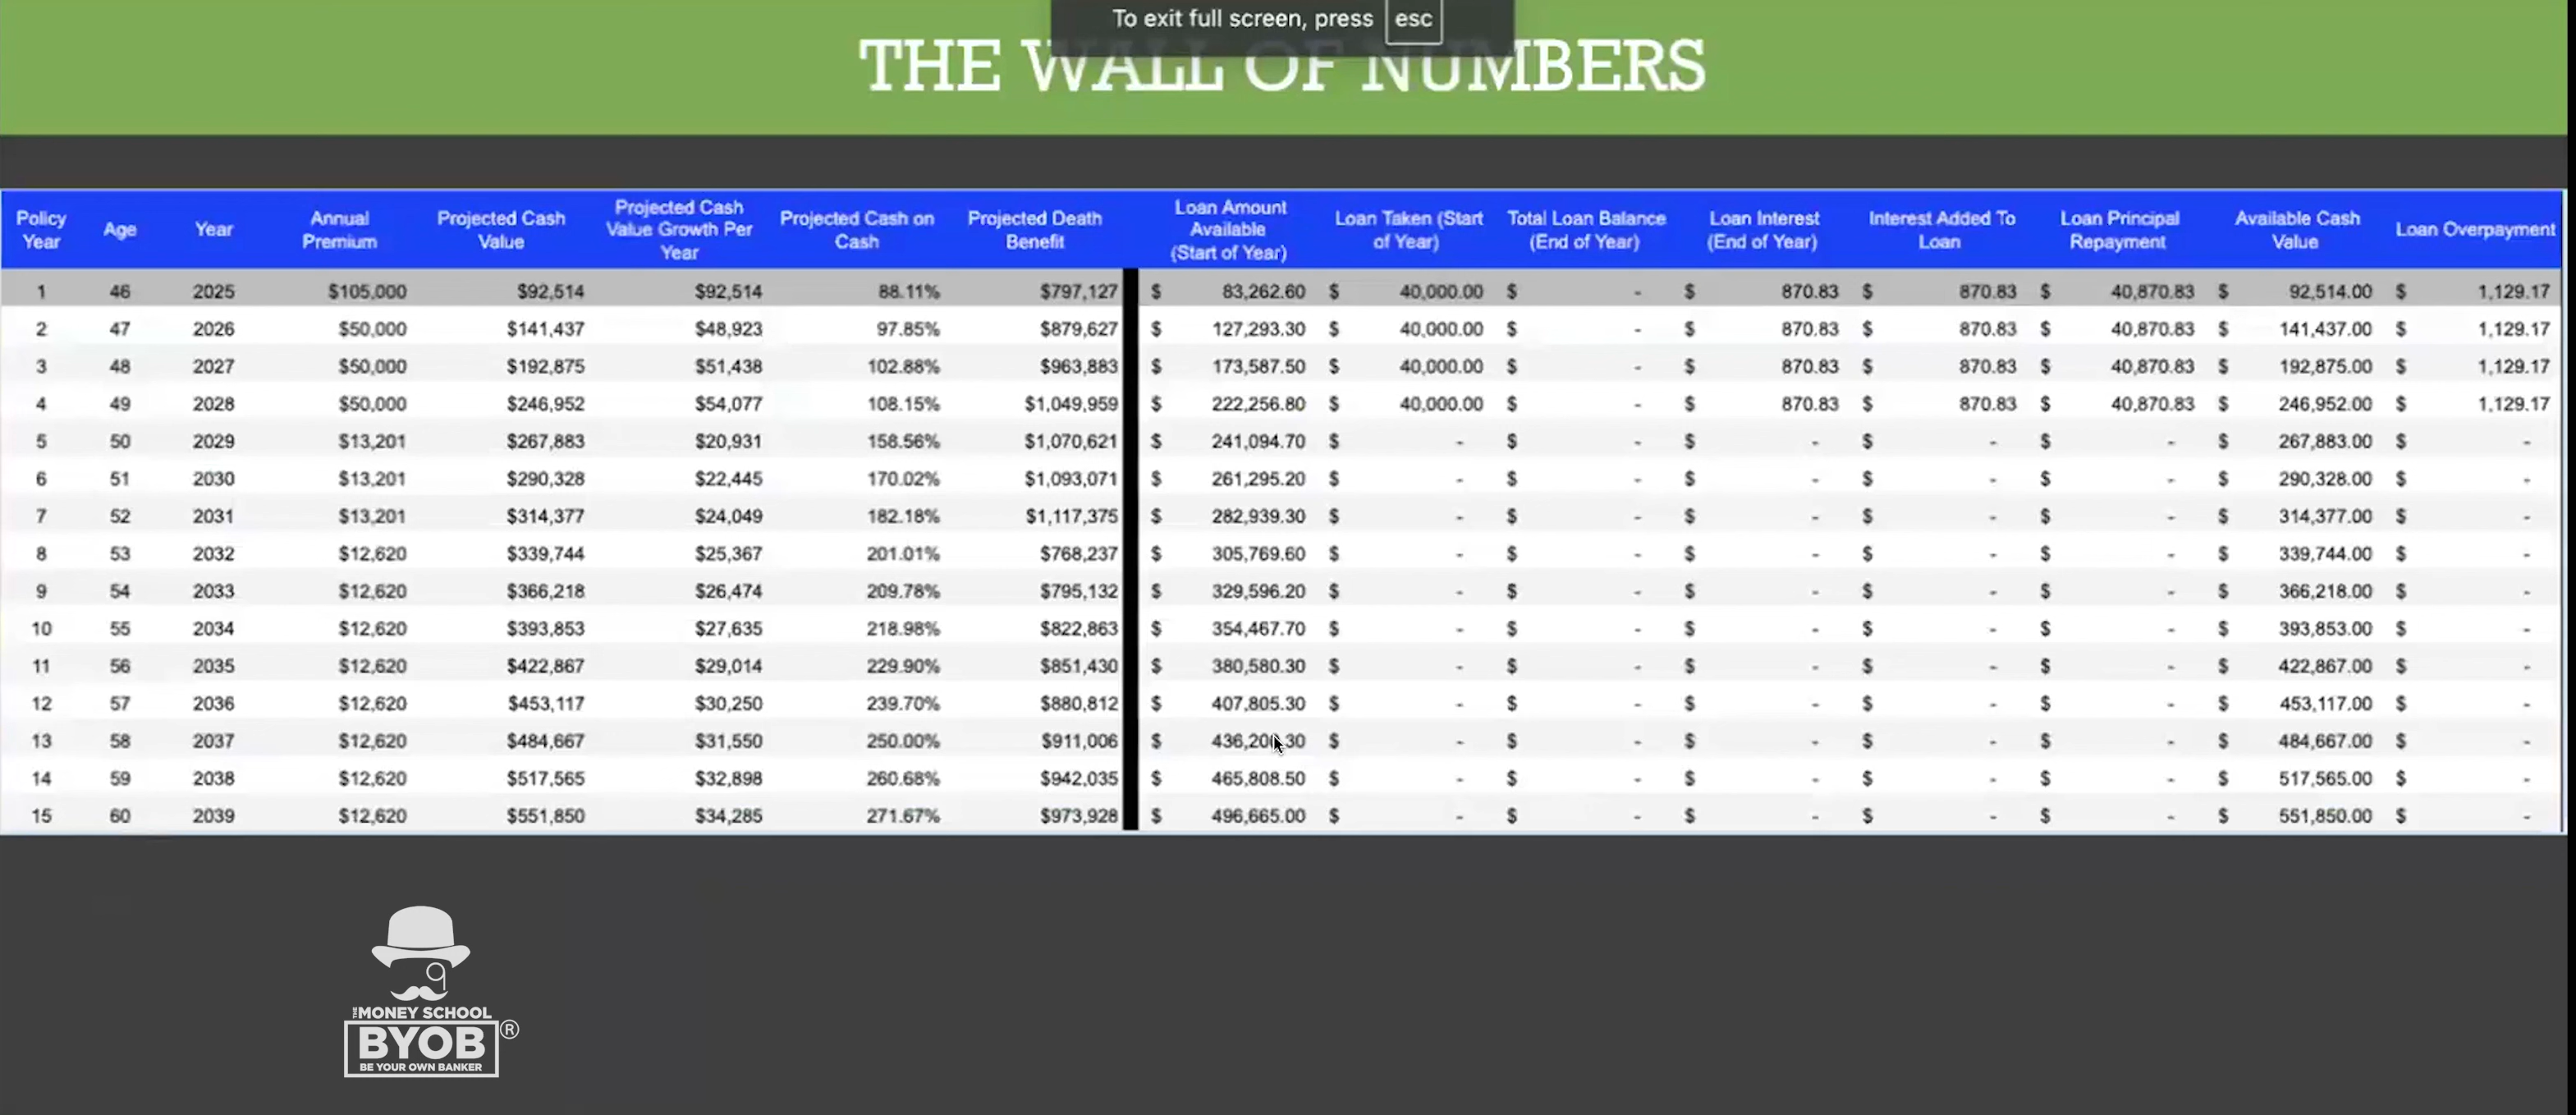 To exit full screen, press esc
THE WALL OF NUMBERS
Policy Year Age Year Annual Premium Projected Cash Value Projected Cash Value Growth Per Year Projected Cash on Cash Projected Death Benefit Loan Amount Available (Start of Year) Loan Taken (Start of Year) Total Loan Balance (End of Year) Loan Interest (End of Year) Interest Added To Loan Loan Principal Repayment Available Cash Value Loan Overpayment
1 46 2025 $105,000 $92,514 $92,514 88.11% $797,127 $ 83,262.60 $ 40,000.00 $ - $ 870.83 $ 870.83 $ 40,870.83 $ 92,514.00 $ 1,129.17
2 47 2026 $50,000 $141,437 $48,923 97.85% $879,627 $ 127,293.30 $ 40,000.00 $ - $ 870.83 $ 870.83 $ 40,870.83 $ 141,437.00 $ 1,129.17
3 48 2027 $50,000 $192,875 $51,438 102.88% $963,883 $ 173,587.50 $ 40,000.00 $ - $ 870.83 $ 870.83 $ 40,870.83 $ 192,875.00 $ 1,129.17
4 49 2028 $50,000 $246,952 $54,077 108.15% $1,049,959 $ 222,256.80 $ 40,000.00 $ - $ 870.83 $ 870.83 $ 40,870.83 $ 246,952.00 $ 1,129.17
5 50 2029 $13,201 $267,883 $20,931 158.56% $1,070,621 $ 241,094.70 $ - $ - $ - $ - $ - $ 267,883.00 $ -
6 51 2030 $13,201 $290,328 $22,445 170.02% $1,093,071 $ 261,295.20 $ - $ - $ - $ - $ - $ 290,328.00 $ -
7 52 2031 $13,201 $314,377 $24,049 182.18% $1,117,375 $ 282,939.30 $ - $ - $ - $ - $ - $ 314,377.00 $ -
8 53 2032 $12,620 $339,744 $25,367 201.01% $768,237 $ 305,769.60 $ - $ - $ - $ - $ - $ 339,744.00 $ -
9 54 2033 $12,620 $366,218 $26,474 209.78% $795,132 $ 329,596.20 $ - $ - $ - $ - $ - $ 366,218.00 $ -
10 55 2034 $12,620 $393,853 $27,635 218.98% $822,863 $ 354,467.70 $ - $ - $ - $ - $ - $ 393,853.00 $ -
11 56 2035 $12,620 $422,867 $29,014 229.90% $851,430 $ 380,580.30 $ - $ - $ - $ - $ - $ 422,867.00 $ -
12 57 2036 $12,620 $453,117 $30,250 239.70% $880,812 $ 407,805.30 $ - $ - $ - $ - $ - $ 453,117.00 $ -
13 58 2037 $12,620 $484,667 $31,550 250.00% $911,006 $ 436,200.30 $ - $ - $ - $ - $ - $ 484,667.00 $ -
14 59 2038 $12,620 $517,565 $32,898 260.68% $942,035 $ 465,808.50 $ - $ - $ - $ - $ - $ 517,565.00 $ -
15 60 2039 $12,620 $551,850 $34,285 271.67% $973,928 $ 496,665.00 $ - $ - $ - $ - $ - $ 551,850.00 $ -
THE MONEY SCHOOL
BYOB®
BE YOUR OWN BANKER